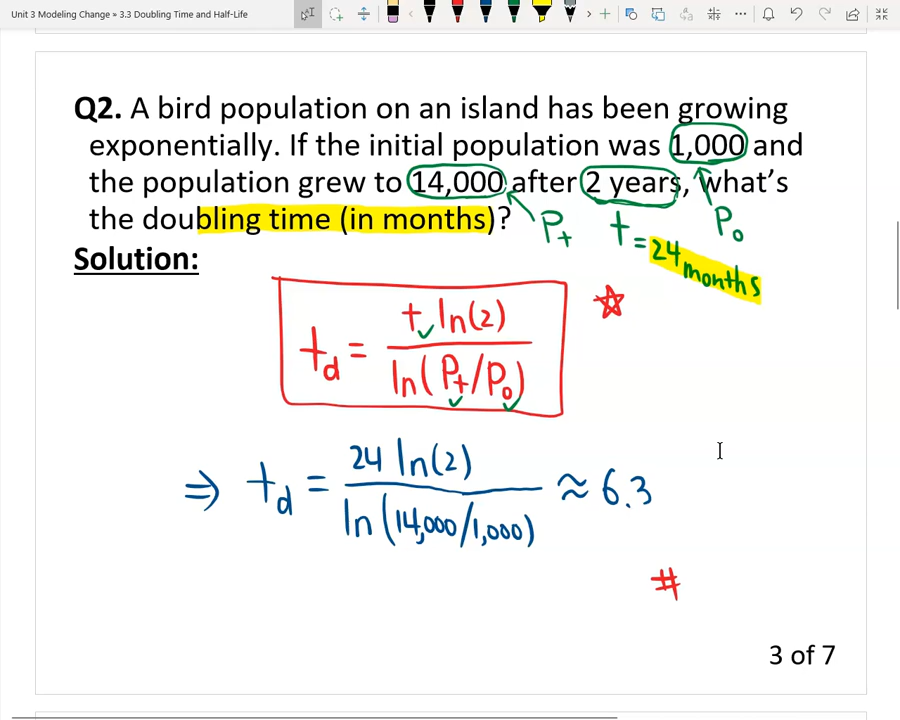 Unit 3 Modeling Change » 3.3 Doubling Time and Half-Life
Q2. A bird population on an island has been growing
exponentially. If the initial population was 1,000 and
the population grew to 14,000 after 2 years, what's
the doubling time (in months)?
Pt
t = 24 months
P0
Solution:
td = t ln(2) / ln(Pt/P0)
⇒ td = 24 ln(2) / ln(14,000/1,000) ≈ 6.3
#
3 of 7